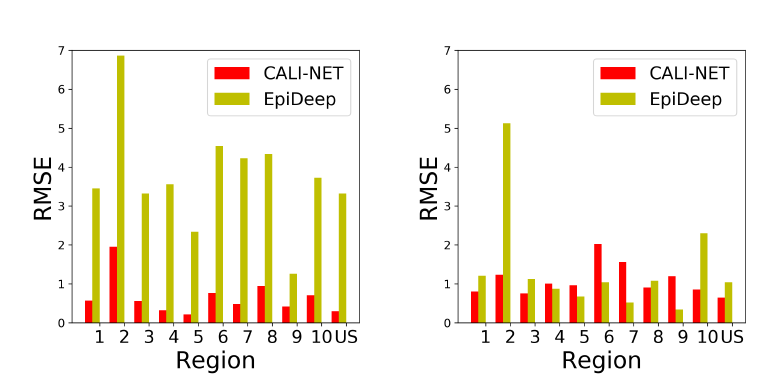 7
6
5
4
3
2
1
0
RMSE
CALI-NET
EpiDeep
1 2 3 4 5 6 7 8 9 10 US
Region
7
6
5
4
3
2
1
0
RMSE
CALI-NET
EpiDeep
1 2 3 4 5 6 7 8 9 10 US
Region